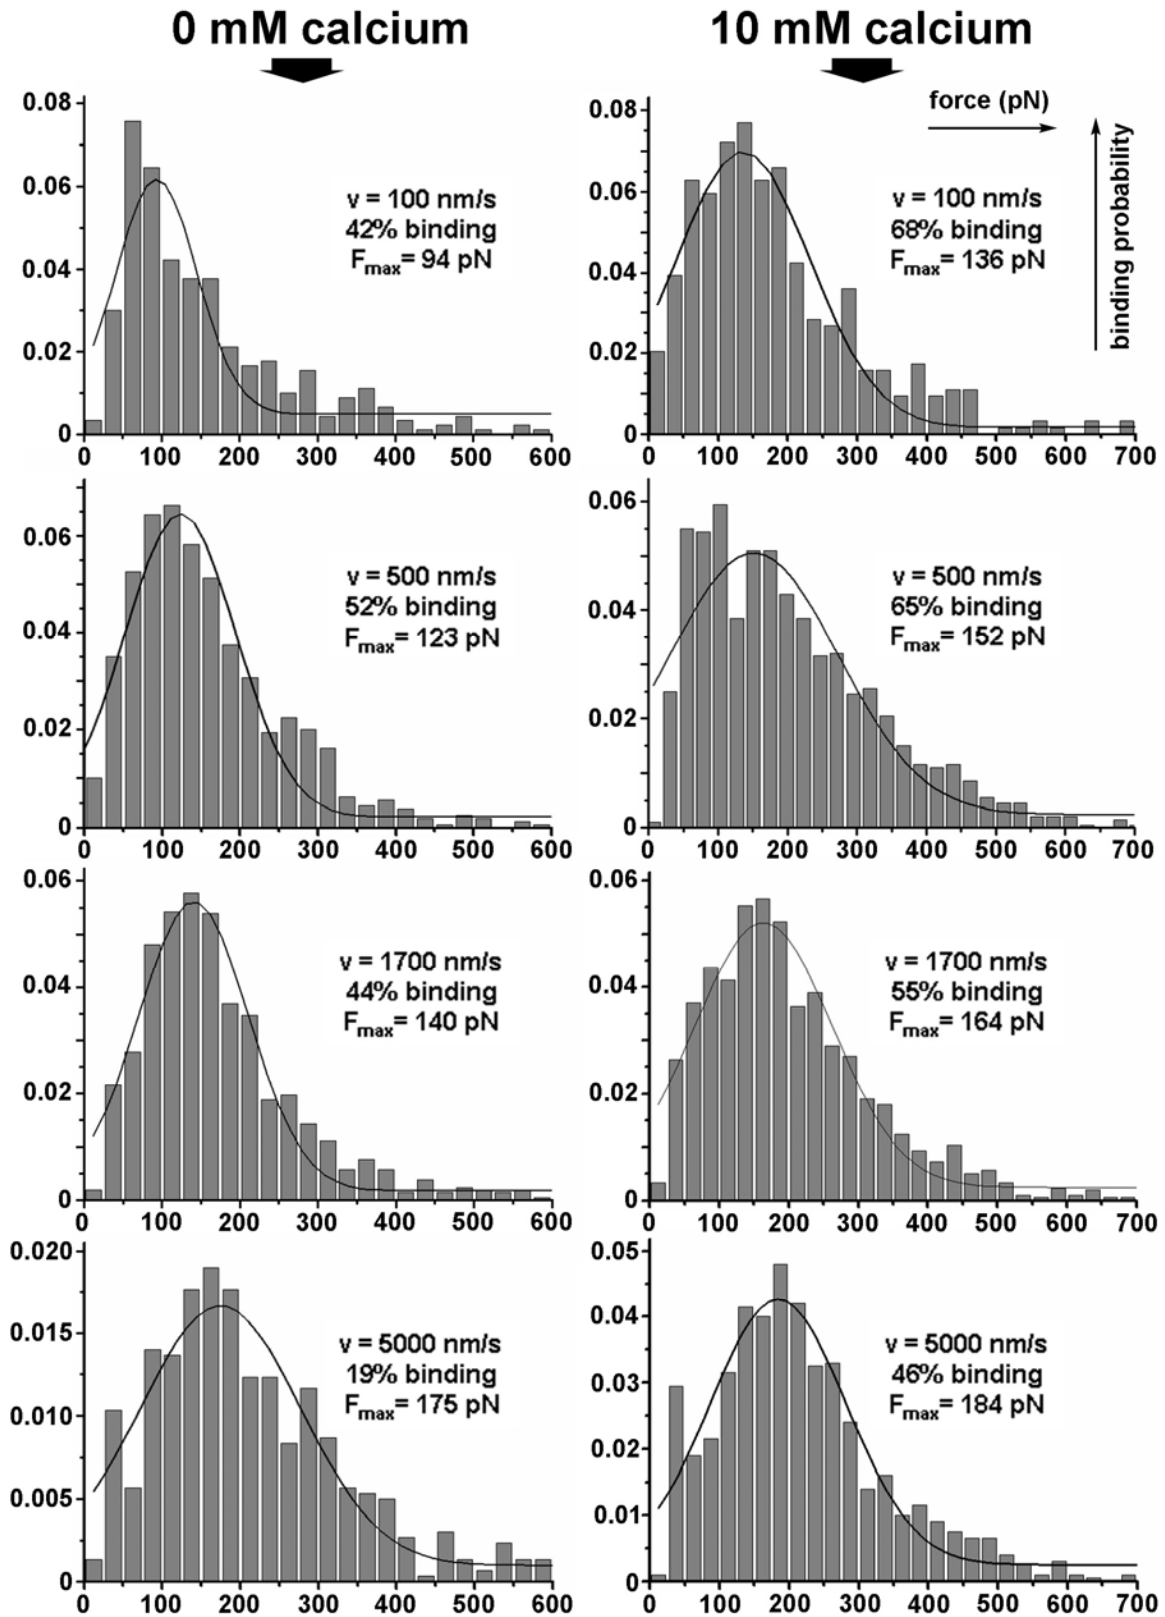 0 mM calcium
10 mM calcium
0.08
0.06
0.04
0.02
0
v = 100 nm/s
42% binding
Fmax= 94 pN
0 100 200 300 400 500 600
0.08
0.06
0.04
0.02
0
force (pN)
binding probability
v = 100 nm/s
68% binding
Fmax= 136 pN
0 100 200 300 400 500 600 700
0.06
0.04
0.02
0
v = 500 nm/s
52% binding
Fmax= 123 pN
0 100 200 300 400 500 600
0.06
0.04
0.02
0
v = 500 nm/s
65% binding
Fmax= 152 pN
0 100 200 300 400 500 600 700
0.06
0.04
0.02
0
v = 1700 nm/s
44% binding
Fmax= 140 pN
0 100 200 300 400 500 600
0.06
0.04
0.02
0
v = 1700 nm/s
55% binding
Fmax= 164 pN
0 100 200 300 400 500 600 700
0.020
0.015
0.010
0.005
0
v = 5000 nm/s
19% binding
Fmax= 175 pN
0 100 200 300 400 500 600
0.05
0.04
0.03
0.02
0.01
0
v = 5000 nm/s
46% binding
Fmax= 184 pN
0 100 200 300 400 500 600 700